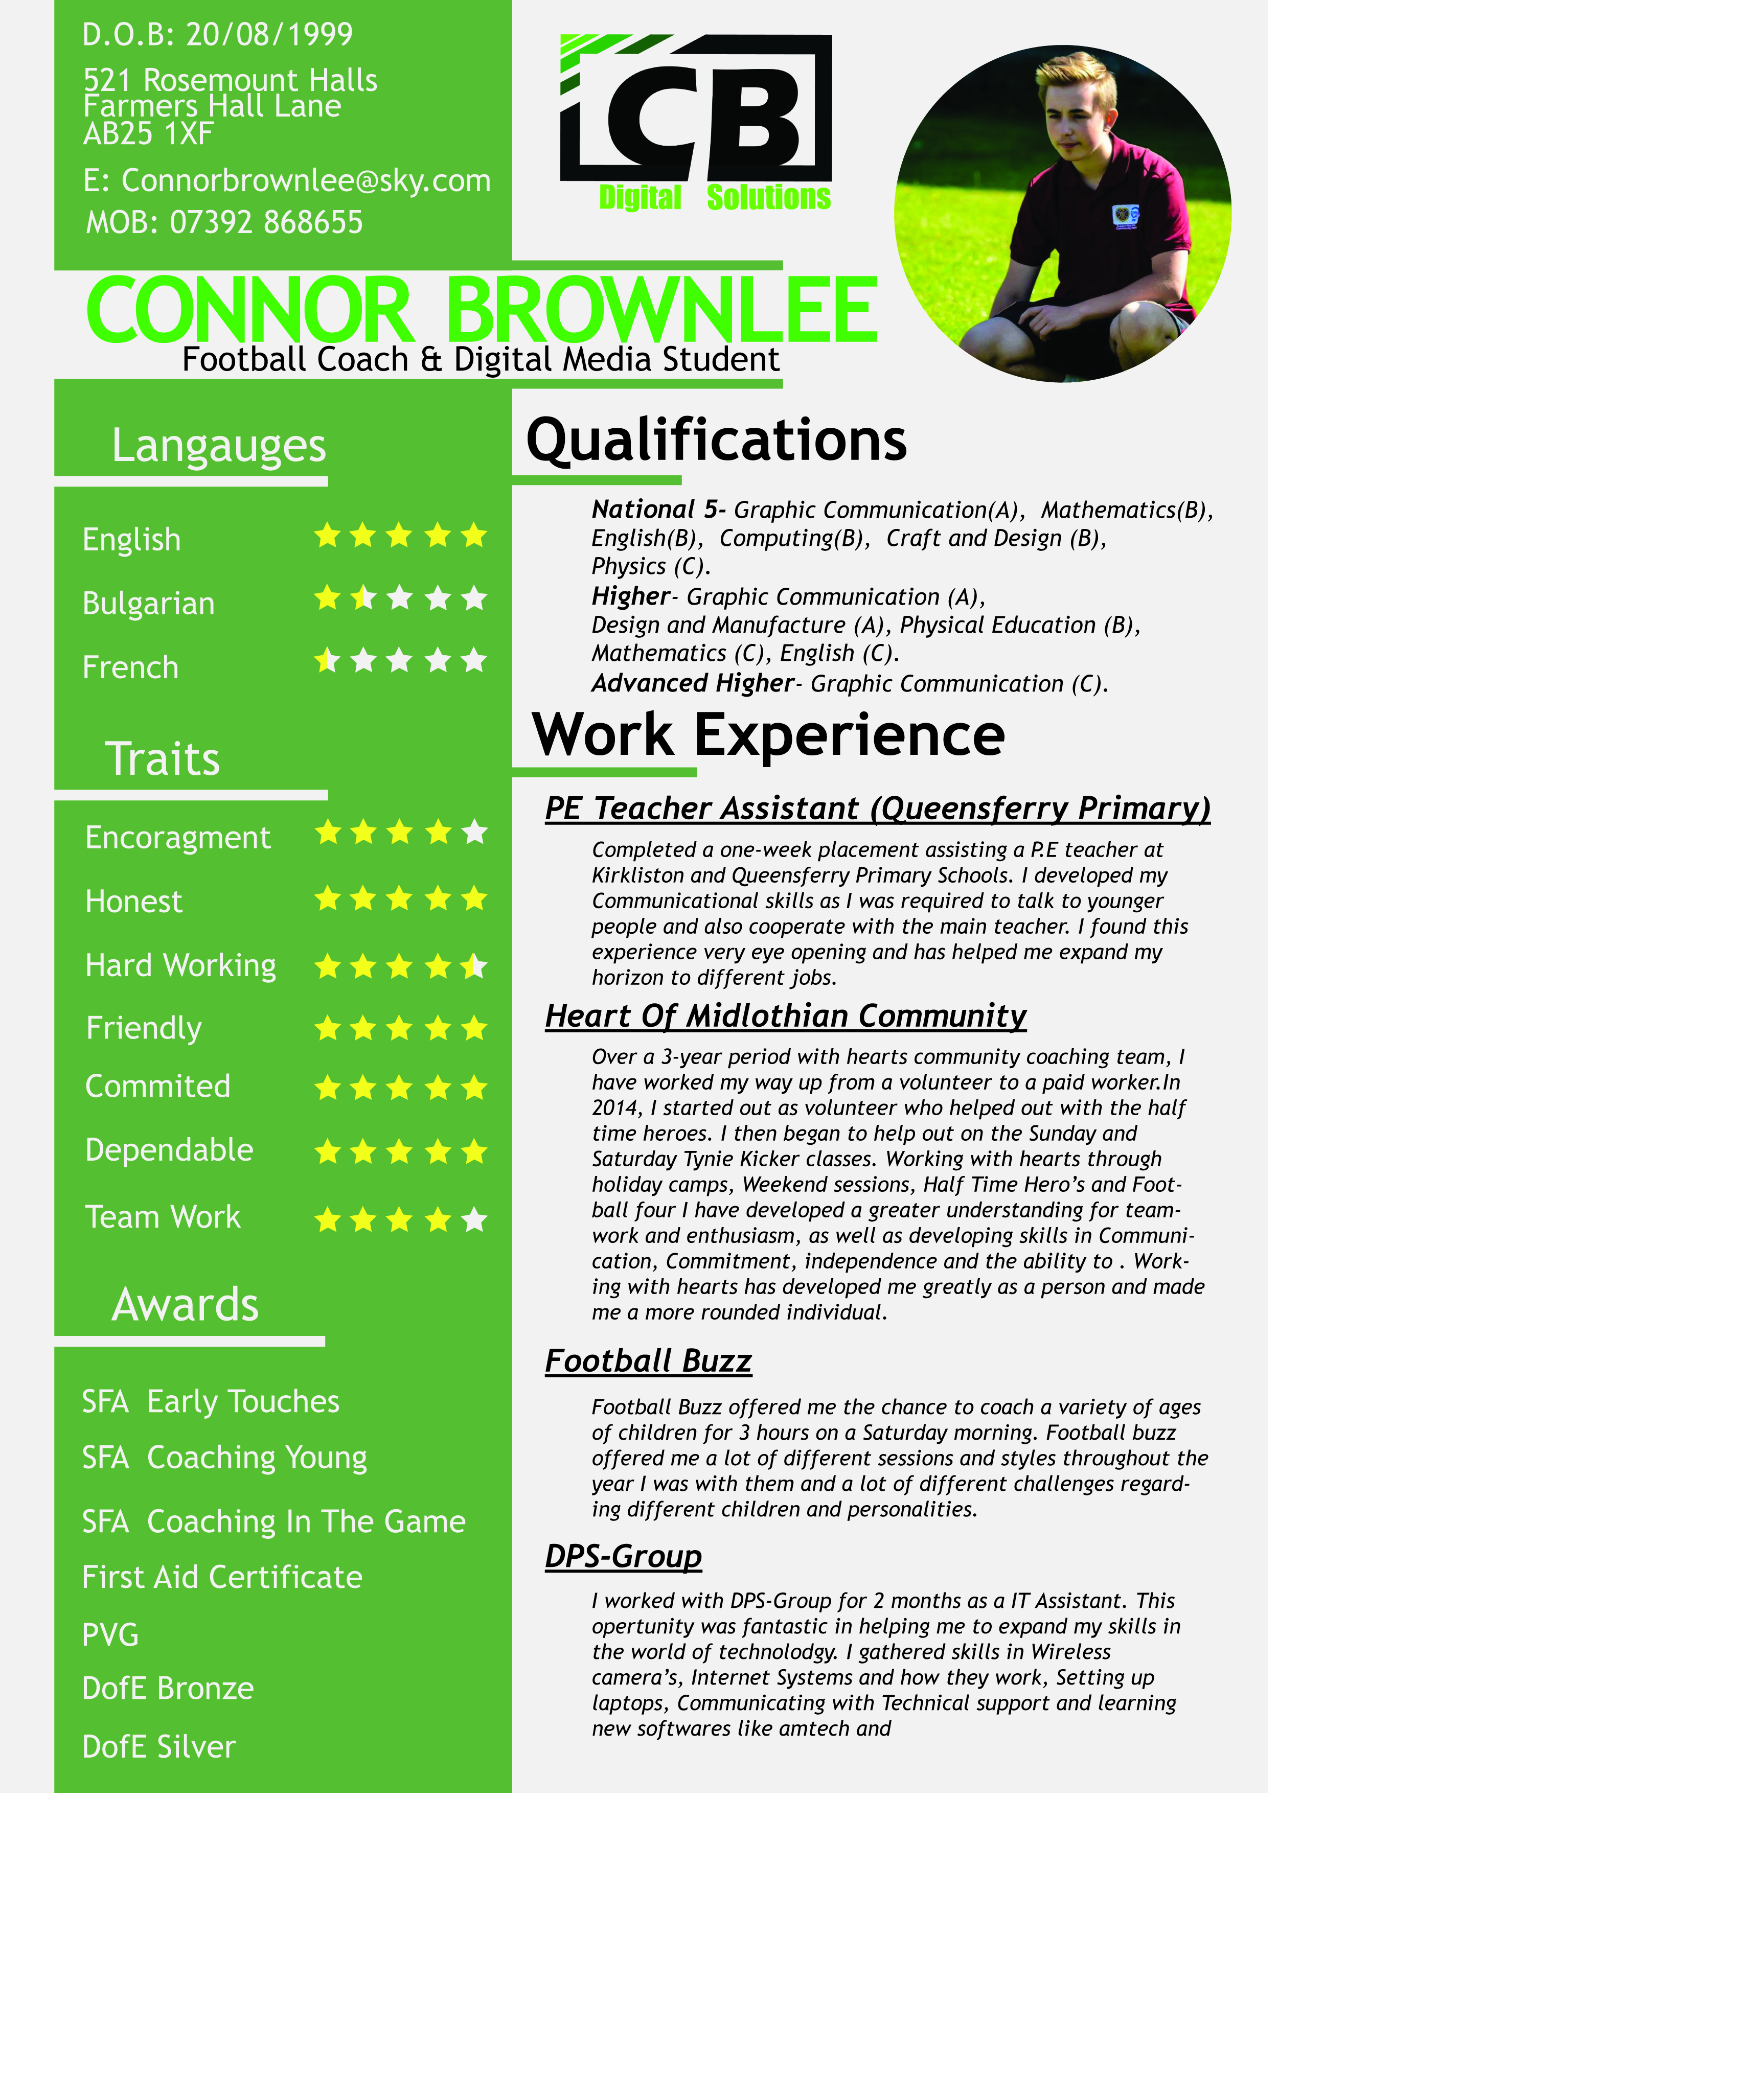 D.O.B: 20/08/1999
521 Rosemount Halls
Farmers Hall Lane
AB25 1XF
E: Connorbrownlee@sky.com
MOB: 07392 868655
CB
Digital Solutions
CONNOR BROWNLEE
Football Coach & Digital Media Student
Langauges
English
Bulgarian
French
Traits
Encoragment
Honest
Hard Working
Friendly
Commited
Dependable
Team Work
Awards
SFA Early Touches
SFA Coaching Young
SFA Coaching In The Game
First Aid Certificate
PVG
DofE Bronze
DofE Silver
Qualifications
National 5- Graphic Communication(A), Mathematics(B),
English(B), Computing(B), Craft and Design (B),
Physics (C).
Higher- Graphic Communication (A),
Design and Manufacture (A), Physical Education (B),
Mathematics (C), English (C).
Advanced Higher- Graphic Communication (C).
Work Experience
PE Teacher Assistant (Queensferry Primary)
Completed a one-week placement assisting a P.E teacher at
Kirkliston and Queensferry Primary Schools. I developed my
Communicational skills as I was required to talk to younger
people and also cooperate with the main teacher. I found this
experience very eye opening and has helped me expand my
horizon to different jobs.
Heart Of Midlothian Community
Over a 3-year period with hearts community coaching team, I
have worked my way up from a volunteer to a paid worker.In
2014, I started out as volunteer who helped out with the half
time heroes. I then began to help out on the Sunday and
Saturday Tynie Kicker classes. Working with hearts through
holiday camps, Weekend sessions, Half Time Hero’s and Foot-
ball four I have developed a greater understanding for team-
work and enthusiasm, as well as developing skills in Communi-
cation, Commitment, independence and the ability to . Work-
ing with hearts has developed me greatly as a person and made
me a more rounded individual.
Football Buzz
Football Buzz offered me the chance to coach a variety of ages
of children for 3 hours on a Saturday morning. Football buzz
offered me a lot of different sessions and styles throughout the
year I was with them and a lot of different challenges regard-
ing different children and personalities.
DPS-Group
I worked with DPS-Group for 2 months as a IT Assistant. This
opertunity was fantastic in helping me to expand my skills in
the world of technolodgy. I gathered skills in Wireless
camera’s, Internet Systems and how they work, Setting up
laptops, Communicating with Technical support and learning
new softwares like amtech and